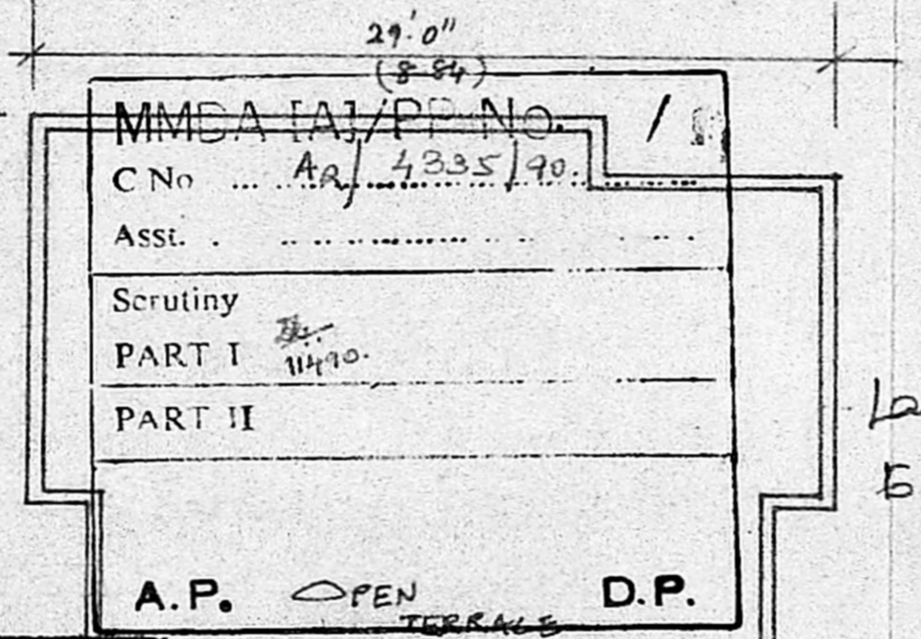 29'-0"
(8-84)
MMDA [A]/PP No. /
C No ... AR/ 4335/90.
Asst. .
Scrutiny
PART I
11490.
PART II
A.P. OPEN D.P.
TERRACE